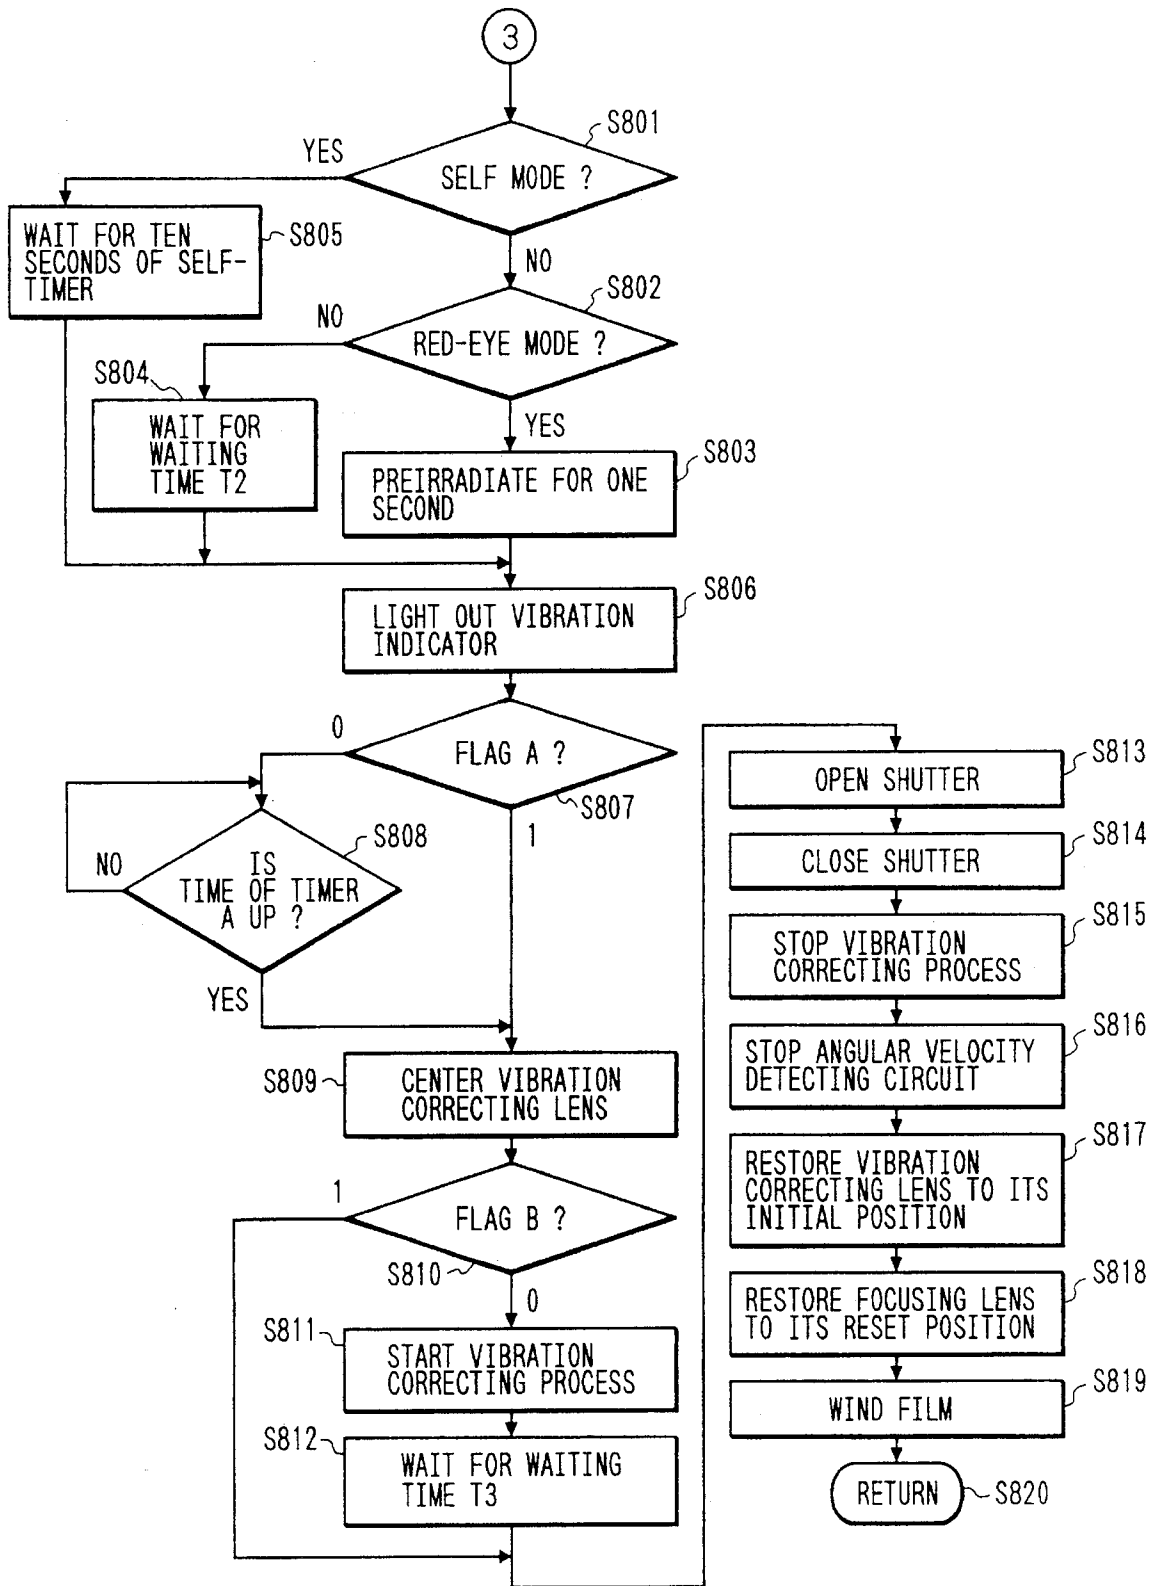 3
S801
YES
SELF MODE ?
WAIT FOR TEN
SECONDS OF SELF-
TIMER
S805
NO
S802
NO
RED-EYE MODE ?
S804
WAIT FOR
WAITING
TIME T2
YES
S803
PREIRRADIATE FOR ONE
SECOND
S806
LIGHT OUT VIBRATION
INDICATOR
0
FLAG A ?
S807
1
S808
NO
IS
TIME OF TIMER
A UP ?
YES
S809
CENTER VIBRATION
CORRECTING LENS
1
FLAG B ?
S810
0
S811
START VIBRATION
CORRECTING PROCESS
S812
WAIT FOR WAITING
TIME T3
S813
OPEN SHUTTER
S814
CLOSE SHUTTER
S815
STOP VIBRATION
CORRECTING PROCESS
S816
STOP ANGULAR VELOCITY
DETECTING CIRCUIT
S817
RESTORE VIBRATION
CORRECTING LENS TO ITS
INITIAL POSITION
S818
RESTORE FOCUSING LENS
TO ITS RESET POSITION
S819
WIND FILM
RETURN
S820